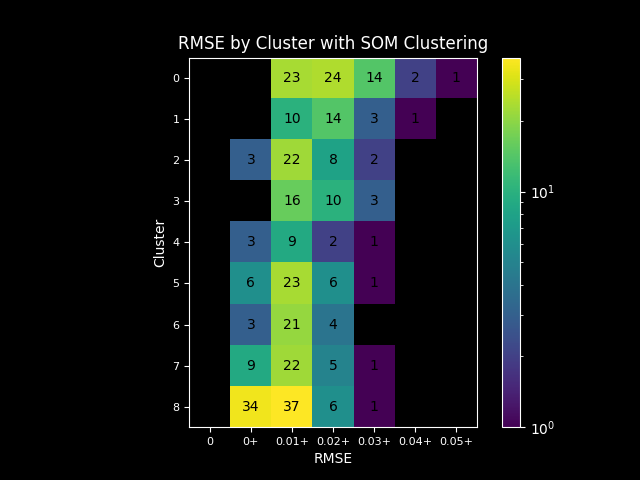 RMSE by Cluster with SOM Clustering
0 23 24 14 2 1
1 10 14 3 1
2 3 22 8 2
3 16 10 3
4 3 9 2 1
5 6 23 6 1
6 3 21 4
7 9 22 5 1
8 34 37 6 1
0 0+ 0.01+ 0.02+ 0.03+ 0.04+ 0.05+
RMSE
Cluster
10¹
10⁰